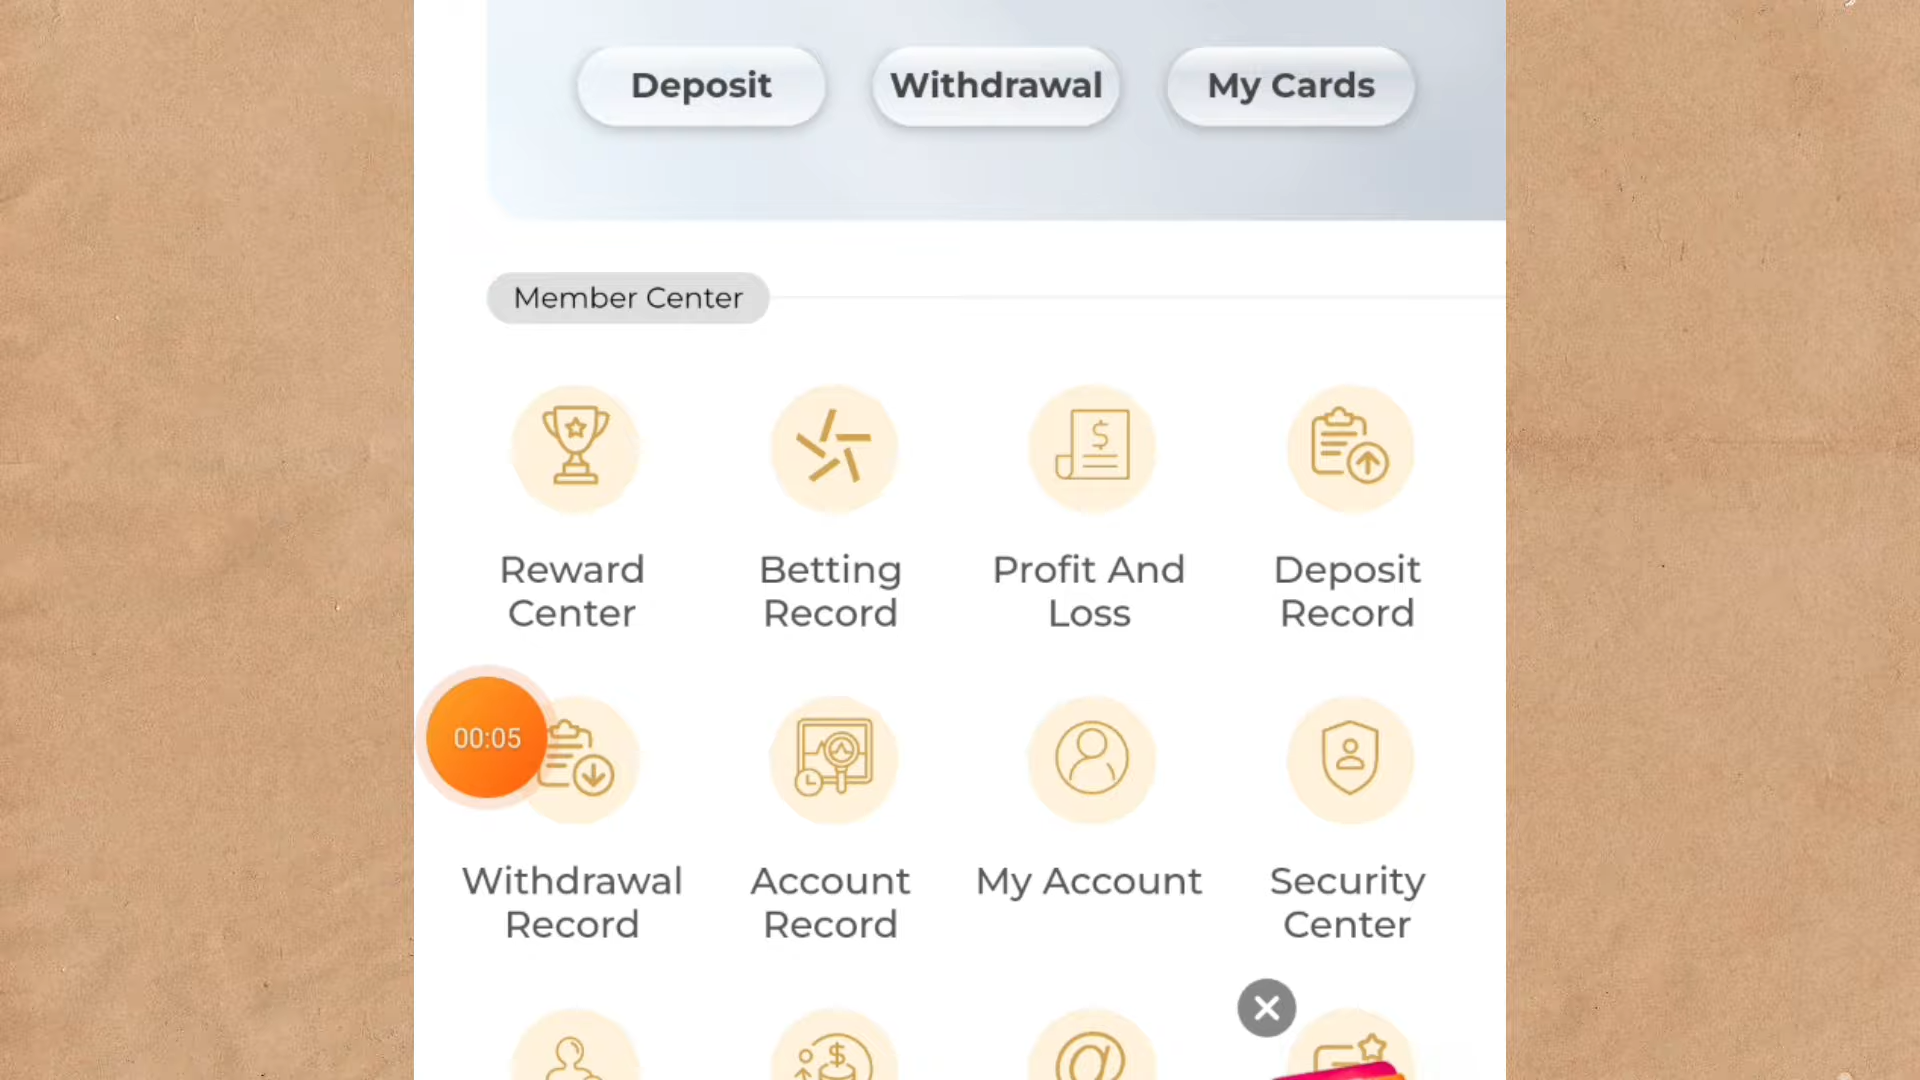 Deposit
Withdrawal
My Cards
Member Center
Reward
Center
Betting
Record
Profit And
Loss
Deposit
Record
00:05
Withdrawal
Record
Account
Record
My Account
Security
Center